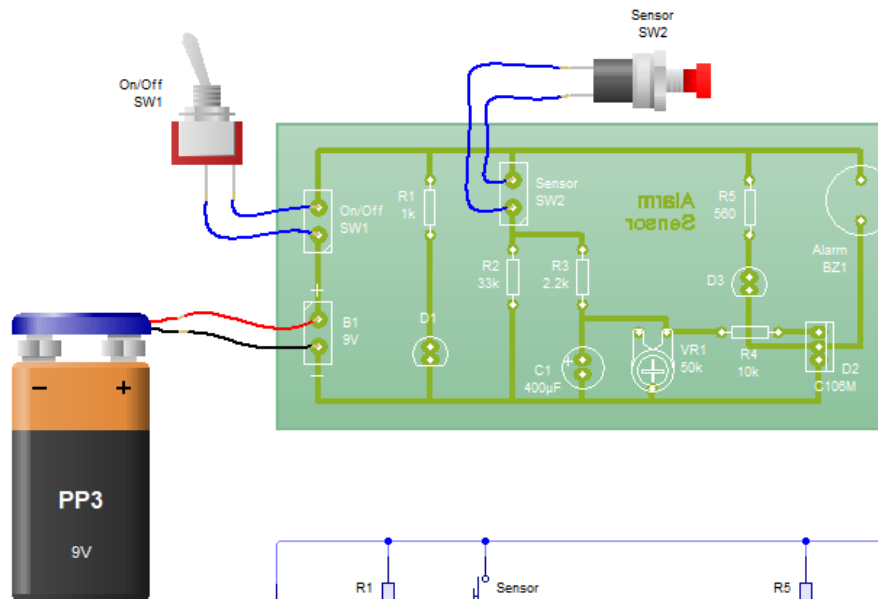 Sensor
SW2
On/Off
SW1
R1
1k
Sensor
SW2
Alarm
Sensor
R5
560
On/Off
SW1
Alarm
BZ1
R2
33k
R3
2.2k
D3
+
B1
9V
−
D1
+
C1
400µF
VR1
50k
R4
10k
D2
C106M
− +
PP3
9V
R1
Sensor
R5